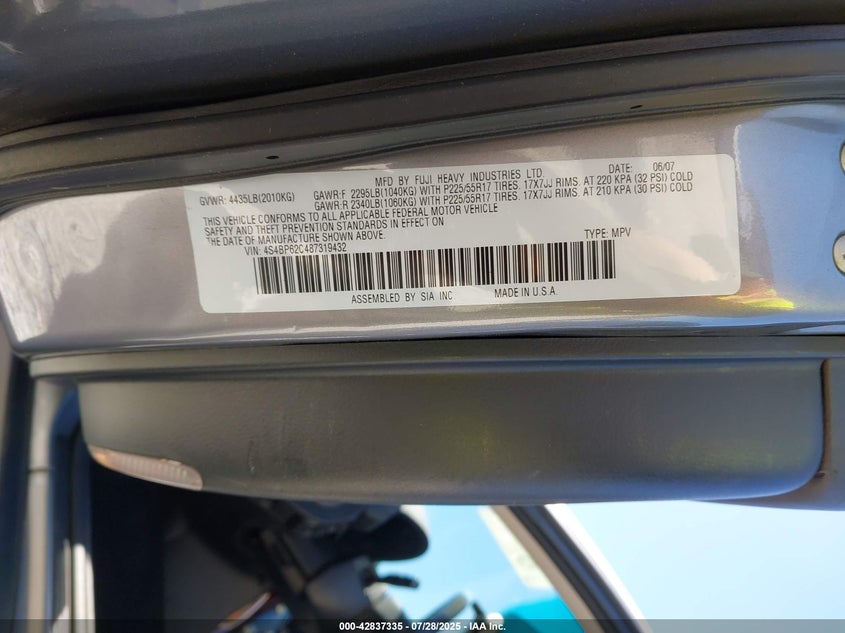 MFD BY FUJI HEAVY INDUSTRIES LTD. DATE: 06/07
GVWR: 4435LB(2010KG) GAWR:F 2295LB(1040KG) WITH P225/55R17 TIRES. 17X7JJ RIMS. AT 220 KPA (32 PSI) COLD
GAWR:R 2340LB(1060KG) WITH P225/55R17 TIRES. 17X7JJ RIMS. AT 210 KPA (30 PSI) COLD
THIS VEHICLE CONFORMS TO ALL APPLICABLE FEDERAL MOTOR VEHICLE
SAFETY AND THEFT PREVENTION STANDARDS IN EFFECT ON
THE DATE OF MANUFACTURE SHOWN ABOVE.
VIN: 4S4BP62C487319432 TYPE: MPV
ASSEMBLED BY SIA INC MADE IN U.S.A.
000-42837335 - 07/28/2025 - IAA Inc.